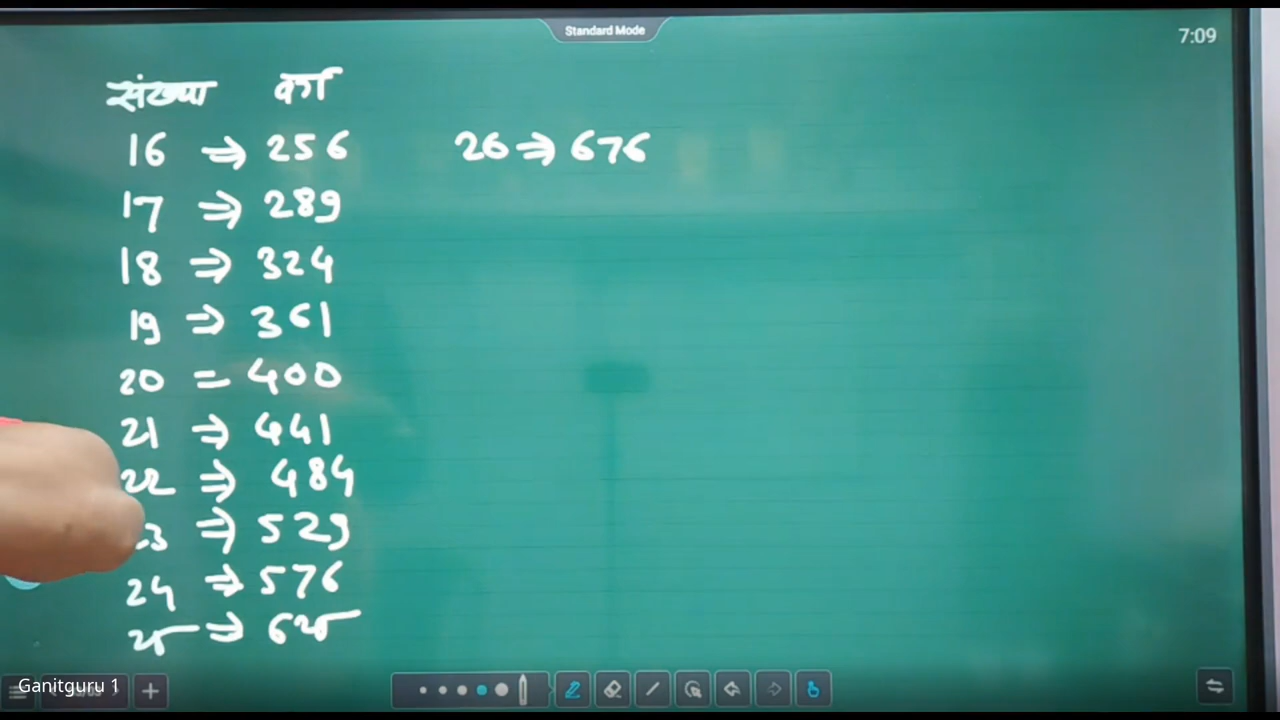 Standard Mode
7:09
संख्या वर्ग
16 ⇒ 256
17 ⇒ 289
18 ⇒ 324
19 ⇒ 361
20 = 400
21 ⇒ 441
22 ⇒ 484
23 ⇒ 529
24 ⇒ 576
25 ⇒ 625
26 ⇒ 676
Ganitguru 1